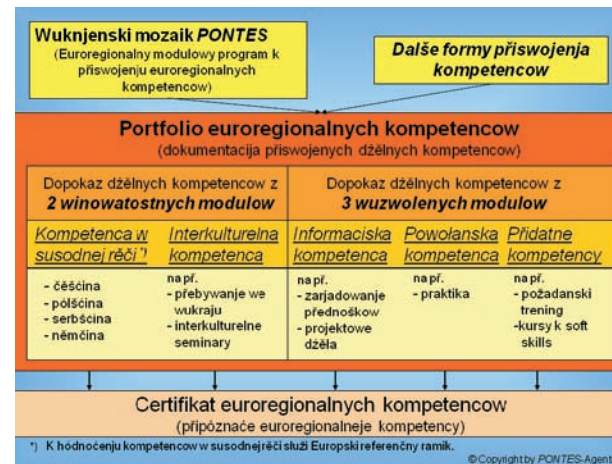 Wuknjenski mozaik PONTES
(Euroregionalny modulowy program k
přiswojenju euroregionalnych
kompetencow)
Dalše formy přiswojenja
kompetencow
Portfolio euroregionalnych kompetencow
(dokumentacija přiswojenych dźělnych kompetencow)
Dopokaz dźělnych kompetencow z
2 winowatostnych modulow
Dopokaz dźělnych kompetencow z
3 wuzwolenych modulow
Kompetenca w
susodnej rěči*)
- čěšćina
- pólšćina
- serbšćina
- němčina
Interkulturelna
kompetenca
na př.
- přebywanje we
wukraju
- interkulturelne
seminary
Informaciska
kompetenca
na př.
- zarjadowanje
přednoškow
- projektowe
dźěła
Powołanska
kompetenca
na př.
- praktika
Přidatne
kompetency
na př.
- požadanski
trening
-kursy k soft
skills
Certifikat euroregionalnych kompetencow
(připóznaće euroregionalneje kompetency)
*) K hódnoćenju kompetencow w susodnejrěči słuži Europski referenčny ramik.
© Copyright by PONTES-Agent